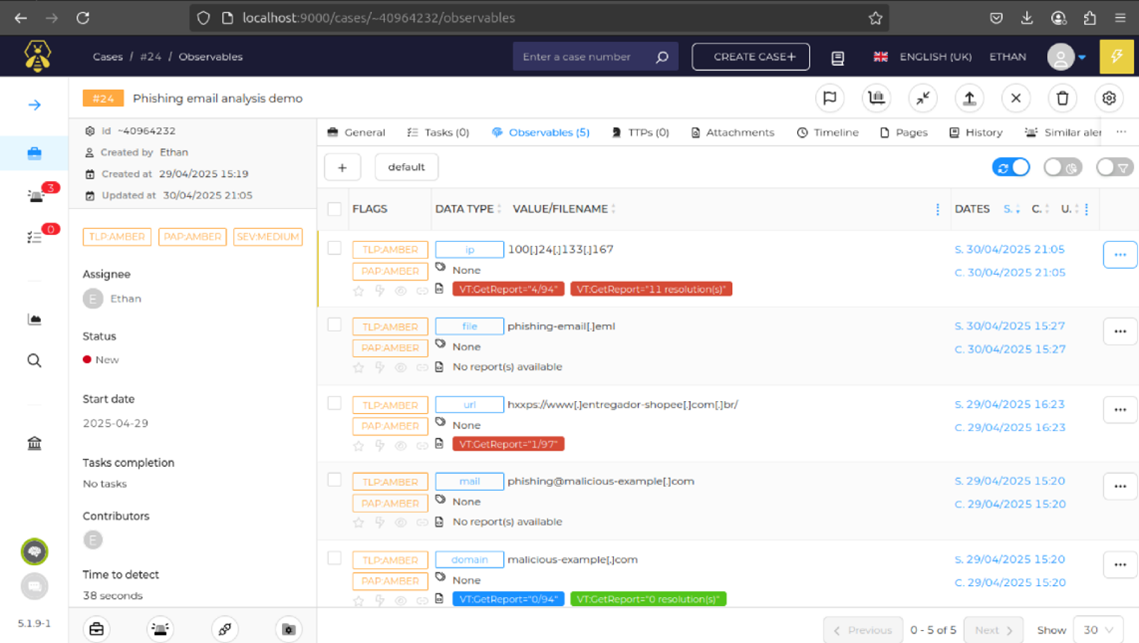 localhost:9000/cases/~40964232/observables
Cases / #24 / Observables
Enter a case number
CREATE CASE+
ENGLISH (UK)
ETHAN
#24 Phishing email analysis demo
Id ~40964232
Created by Ethan
Created at 29/04/2025 15:19
Updated at 30/04/2025 21:05
TLP:AMBER PAP:AMBER SEV:MEDIUM
Assignee
E Ethan
Status
New
Start date
2025-04-29
Tasks completion
No tasks
Contributors
E
Time to detect
38 seconds
3
0
5.1.9-1
General Tasks (0) Observables (5) TTPs (0) Attachments Timeline Pages History Similar aler ...
+ default
FLAGS DATA TYPE VALUE/FILENAME DATES S. C. U.
TLP:AMBER ip 100[.]24[.]133[.]167 S. 30/04/2025 21:05
PAP:AMBER None C. 30/04/2025 21:05
VT:GetReport="4/94" VT:GetReport="11 resolution(s)"
TLP:AMBER file phishing-email[.]eml S. 30/04/2025 15:27
PAP:AMBER None C. 30/04/2025 15:27
No report(s) available
TLP:AMBER url hxxps://www[.]entregador-shopee[.]com[.]br/ S. 29/04/2025 16:23
PAP:AMBER None C. 29/04/2025 16:23
VT:GetReport="1/97"
TLP:AMBER mail phishing@malicious-example[.]com S. 29/04/2025 15:20
PAP:AMBER None C. 29/04/2025 15:20
No report(s) available
TLP:AMBER domain malicious-example[.]com S. 29/04/2025 15:20
PAP:AMBER None C. 29/04/2025 15:20
VT:GetReport="0/94" VT:GetReport="0 resolution(s)"
Previous 0 - 5 of 5 Next Show 30